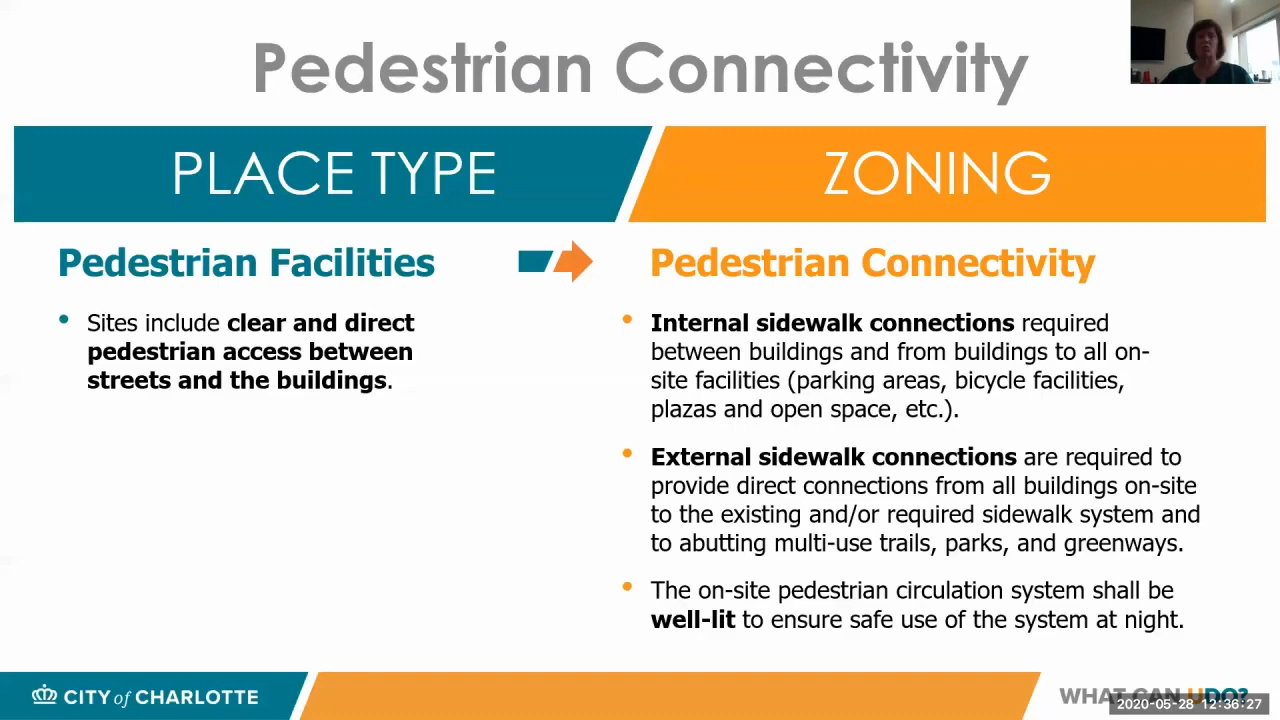 Pedestrian Connectivity
PLACE TYPE
ZONING
Pedestrian Facilities
• Sites include clear and direct
pedestrian access between
streets and the buildings.
Pedestrian Connectivity
• Internal sidewalk connections required
between buildings and from buildings to all on-
site facilities (parking areas, bicycle facilities,
plazas and open space, etc.).
• External sidewalk connections are required to
provide direct connections from all buildings on-site
to the existing and/or required sidewalk system and
to abutting multi-use trails, parks, and greenways.
• The on-site pedestrian circulation system shall be
well-lit to ensure safe use of the system at night.
CITY of CHARLOTTE
WHAT CAN UDO?
2020-05-28 12:36:27